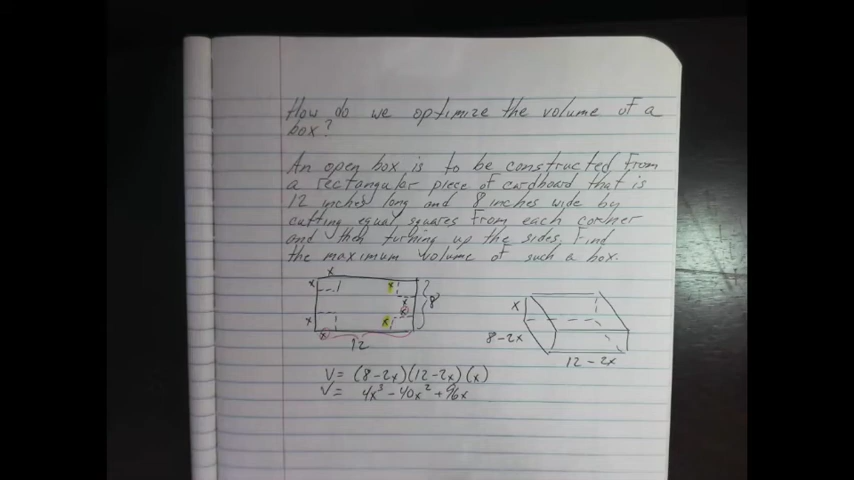 How do we optimize the volume of a
box?
An open box is to be constructed from
a rectangular piece of cardboard that is
12 inches long and 8 inches wide by
cutting equal squares from each corner
and then turning up the sides. Find
the maximum volume of such a box.
x
x x
x
x 8
x
x x
x
12
x
8-2x
12-2x
V= (8-2x)(12-2x)(x)
V= 4x³-40x²+96x